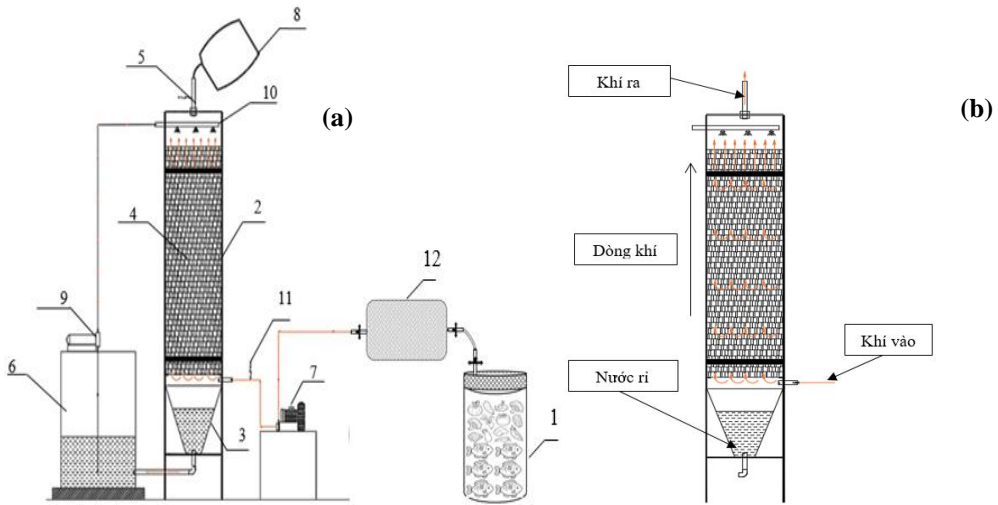 8
5
10
(a)
4
2
12
9
11
6
7
3
1
(b)
Khí ra
Dòng khí
Khí vào
Nước rỉ